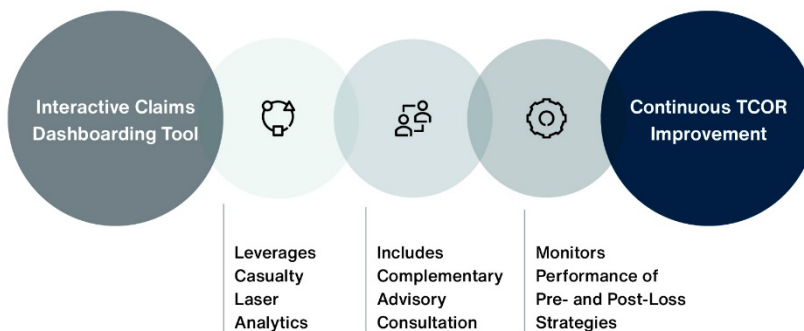 Interactive Claims
Dashboarding Tool
Continuous TCOR
Improvement
Leverages
Casualty
Laser
Analytics
Includes
Complementary
Advisory
Consultation
Monitors
Performance of
Pre- and Post-Loss
Strategies